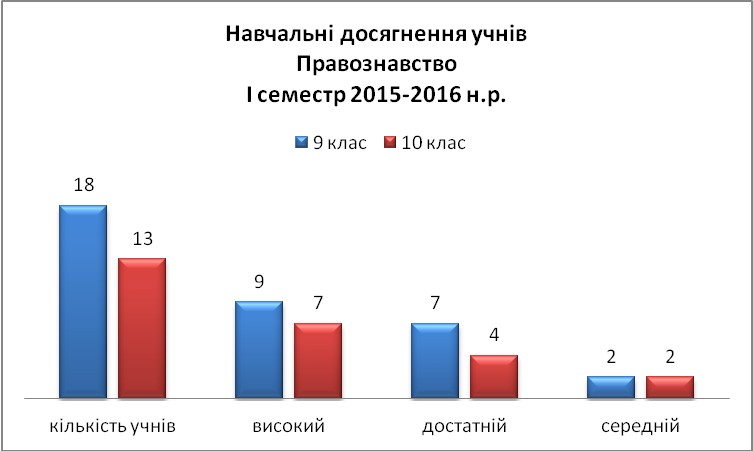 Навчальні досягнення учнів
Правознавство
І семестр 2015-2016 н.р.
9 клас 10 клас
18 13 9 7 7 4 2 2
кількість учнів високий достатній середній